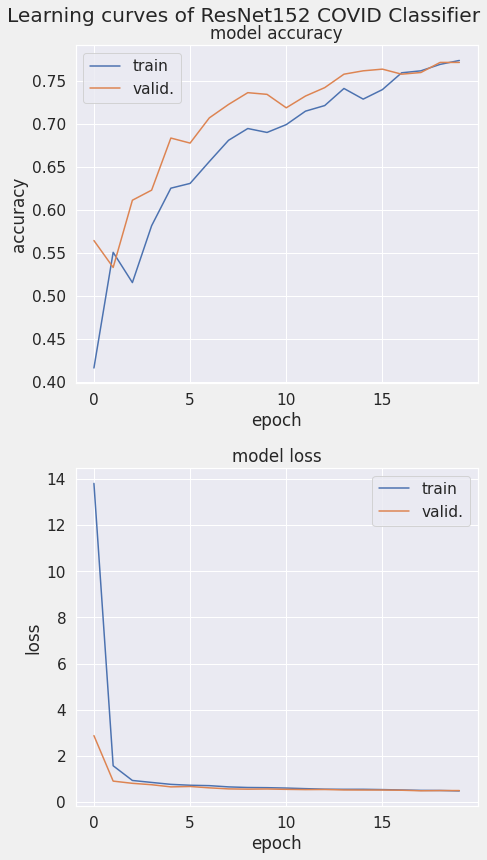 Learning curves of ResNet152 COVID Classifier
model accuracy
train
valid.
accuracy
0.75
0.70
0.65
0.60
0.55
0.50
0.45
0.40
0 5 10 15
epoch
model loss
train
valid.
loss
14
12
10
8
6
4
2
0
0 5 10 15
epoch